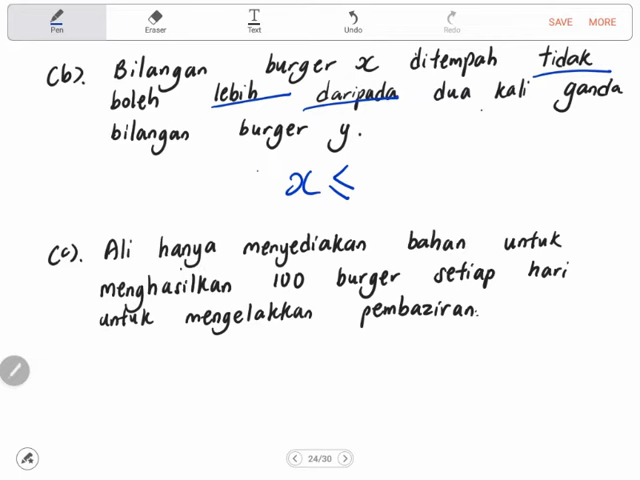 Pen
Eraser
T
Text
Undo
Redo
SAVE
MORE
(b). Bilangan burger x ditempah tidak
boleh lebih daripada dua kali ganda
bilangan burger y.
x ≤
(c). Ali hanya menyediakan bahan untuk
menghasilkan 100 burger setiap hari
untuk mengelakkan pembaziran.
24/30